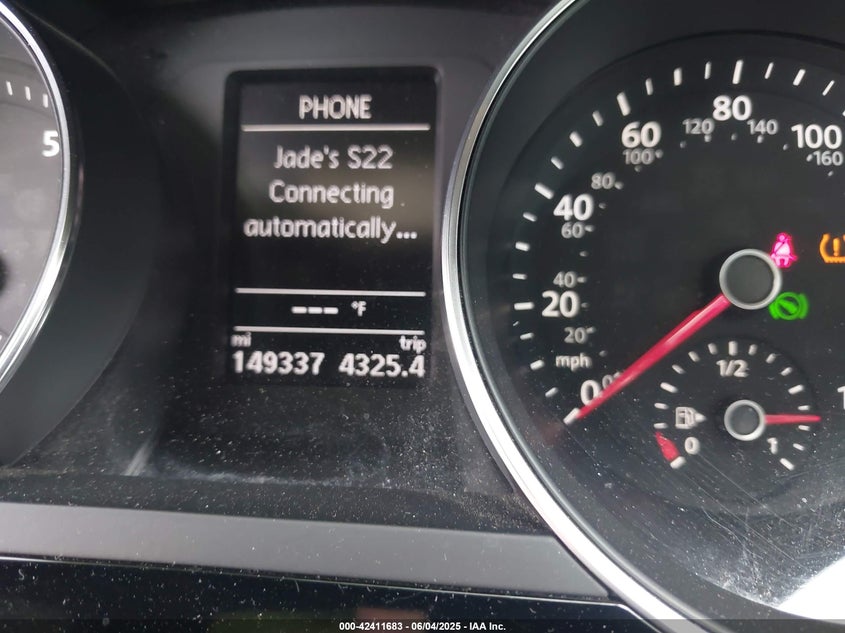 5
PHONE
Jade's S22
Connecting
automatically...
--- °F
mi trip
149337 4325.4
0 20 40 60 80 100
20 40 60 80 100 120 140 160
mph
1/2
0 1
000-42411683 - 06/04/2025 - IAA Inc.